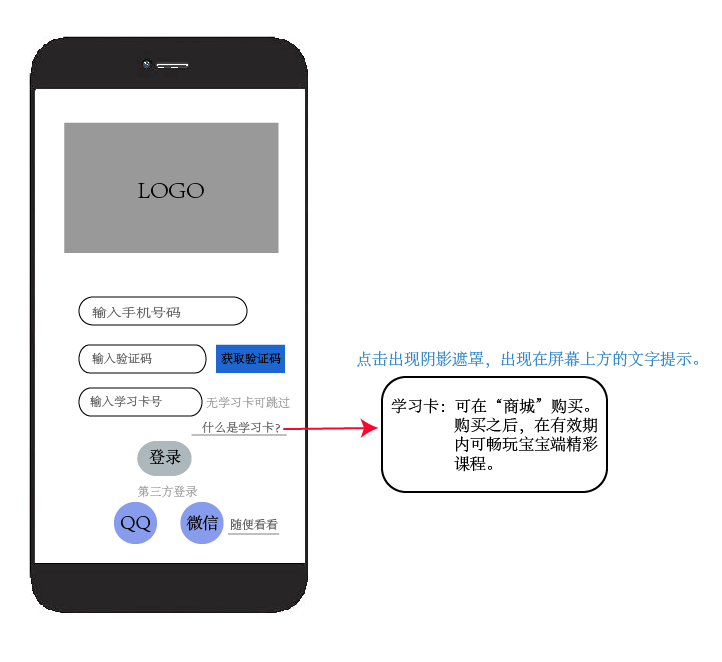 LOGO
输入手机号码
输入验证码 获取验证码
输入学习卡号 无学习卡可跳过
什么是学习卡?
登录
第三方登录
QQ 微信 随便看看
点击出现阴影遮罩，出现在屏幕上方的文字提示。
学习卡：可在“商城”购买。
购买之后，在有效期
内可畅玩宝宝端精彩
课程。